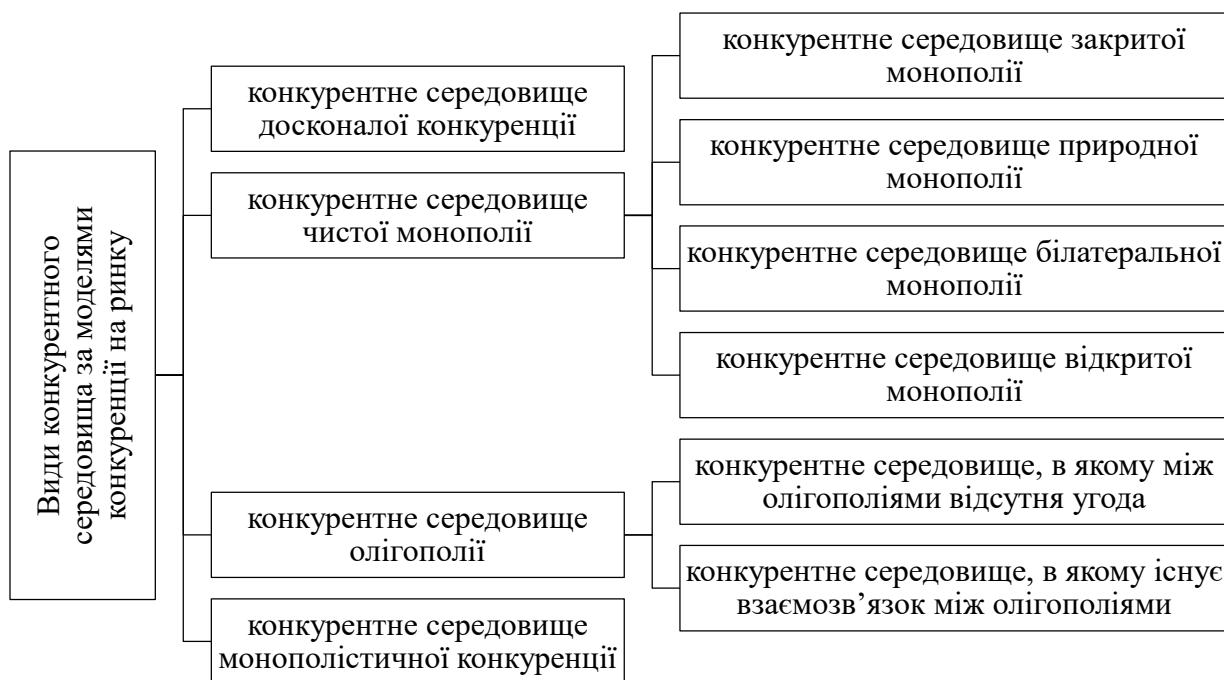 Види конкурентного
середовища за моделями
конкуренції на ринку
конкурентне середовище
досконалої конкуренції
конкурентне середовище
чистої монополії
конкурентне середовище закритої
монополії
конкурентне середовище природної
монополії
конкурентне середовище білатеральної
монополії
конкурентне середовище відкритої
монополії
конкурентне середовище
олігополії
конкурентне середовище, в якому між
олігополіями відсутня угода
конкурентне середовище, в якому існує
взаємозв’язок між олігополіями
конкурентне середовище
монополістичної конкуренції